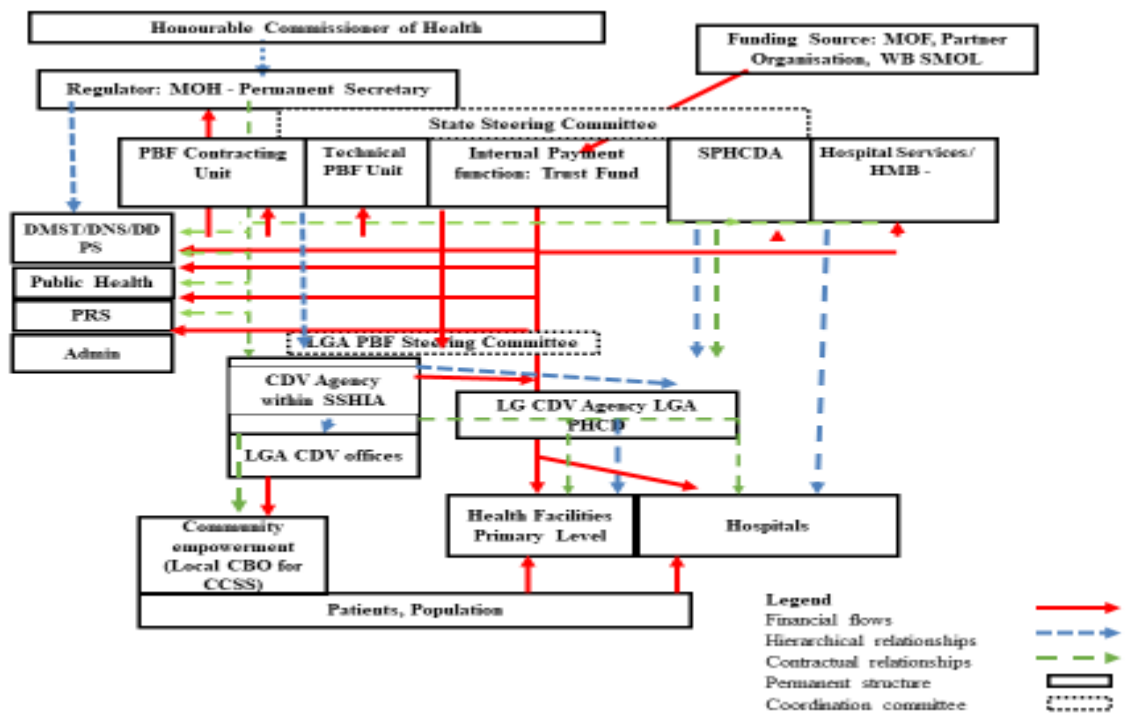 Honourable Commissioner of Health
Funding Source: MOF, Partner
Organisation, WB SMOL
Regulator: MOH - Permanent Secretary
State Steering Committee
PBF Contracting
Unit
Technical
PBF Unit
Internal Payment
function: Trust Fund
SPHCDA
Hospital Services/
HMB -
DMST/DNS/DD
PS
Public Health
PRS
Admin
LGA PBF Steering Committee
CDV Agency
within SSHIA
LG CDV Agency LGA
PHCD
LGA CDV offices
Health Facilities
Primary Level
Hospitals
Community
empowerment
(Local CBO for
CCSS)
Patients, Population
Legend
Financial flows
Hierarchical relationships
Contractual relationships
Permanent structure
Coordination committee